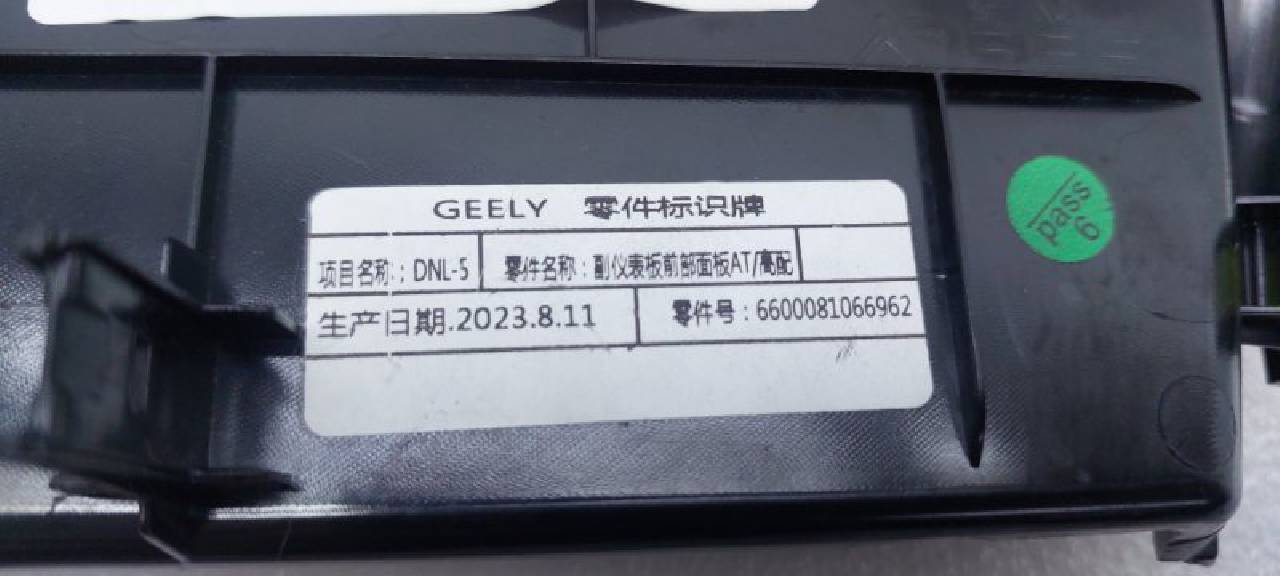 GEELY 零件标识牌
项目名称：DNL-5 零件名称：副仪表板前部面板AT/高配
生产日期.2023.8.11 零件号：6600081066962
pass
6